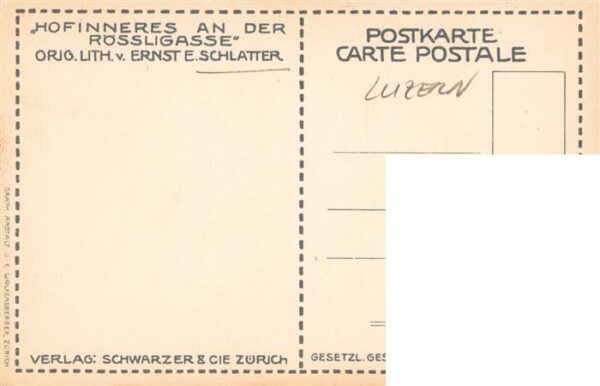 „HOFINNERES AN DER
RÖSSLIGASSE"
ORIG. LITH. v. ERNST E. SCHLATTER
POSTKARTE
CARTE POSTALE
LUZERN
GRAPH. ANSTALT J. E. WOLFENSBERGER, ZÜRICH
VERLAG: SCHWARZER & CIE ZÜRICH
GESETZL. GES